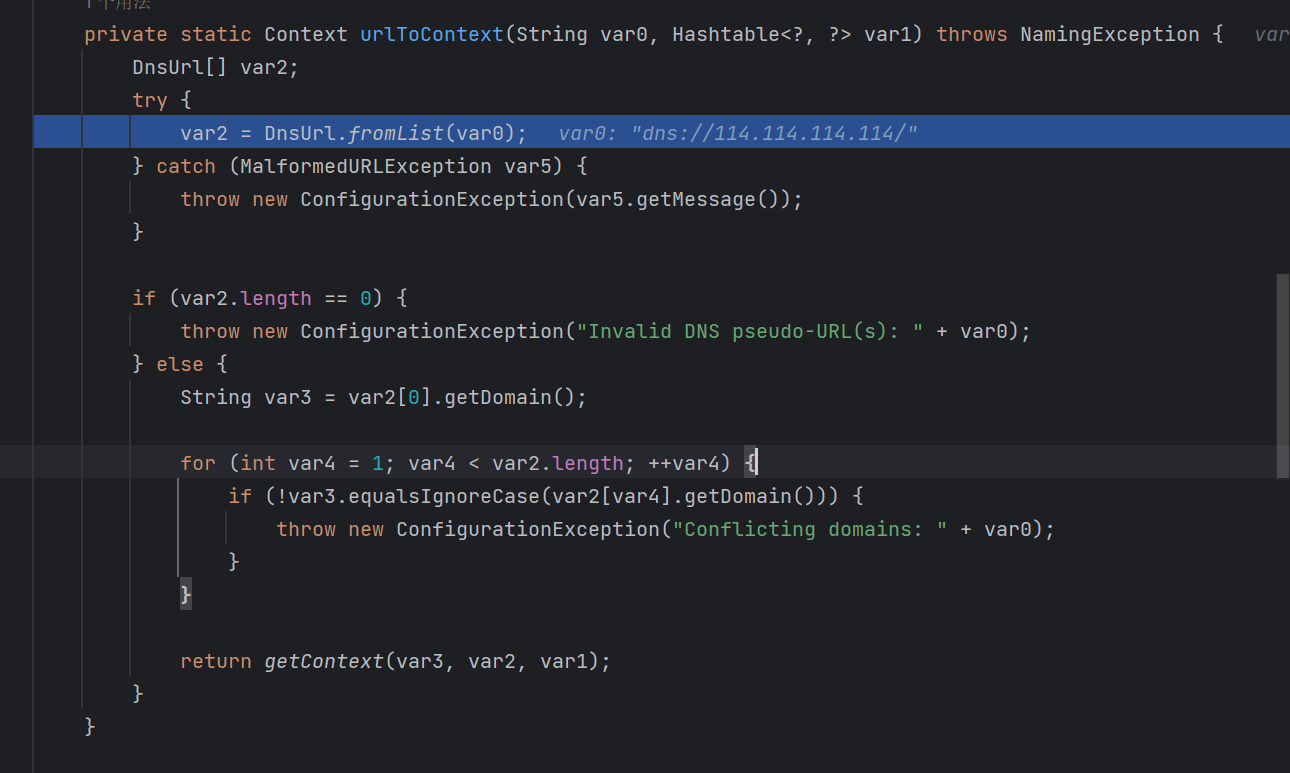 1 个用法
private static Context urlToContext(String var0, Hashtable<?, ?> var1) throws NamingException {   var
DnsUrl[] var2;
try {
var2 = DnsUrl.fromList(var0);   var0: "dns://114.114.114.114/"
} catch (MalformedURLException var5) {
throw new ConfigurationException(var5.getMessage());
}
if (var2.length == 0) {
throw new ConfigurationException("Invalid DNS pseudo-URL(s): " + var0);
} else {
String var3 = var2[0].getDomain();
for (int var4 = 1; var4 < var2.length; ++var4) {
if (!var3.equalsIgnoreCase(var2[var4].getDomain())) {
throw new ConfigurationException("Conflicting domains: " + var0);
}
}
return getContext(var3, var2, var1);
}
}